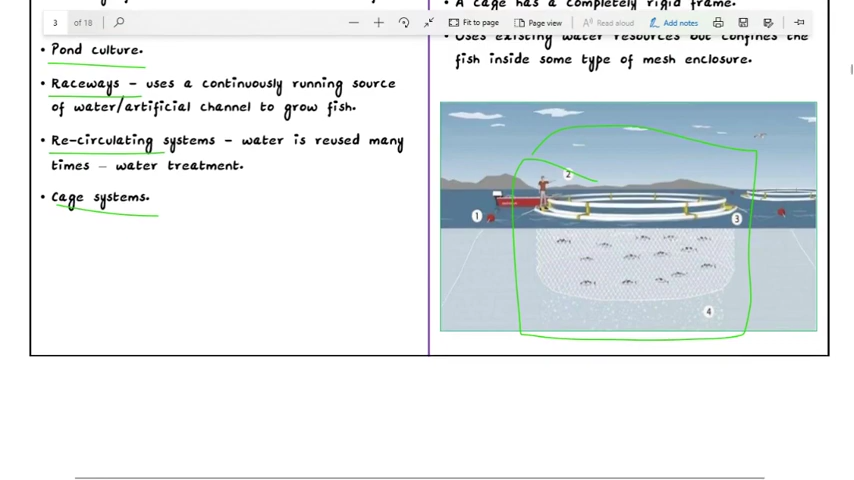 • A cage has a completely rigid frame.
3 of 18
Fit to page
Page view
Read aloud
Add notes
• Pond culture.
• Raceways – uses a continuously running source
of water/artificial channel to grow fish.
• Re-circulating systems – water is reused many
times – water treatment.
• Cage systems.
• Uses existing water resources but confines the
fish inside some type of mesh enclosure.
2
1
3
4